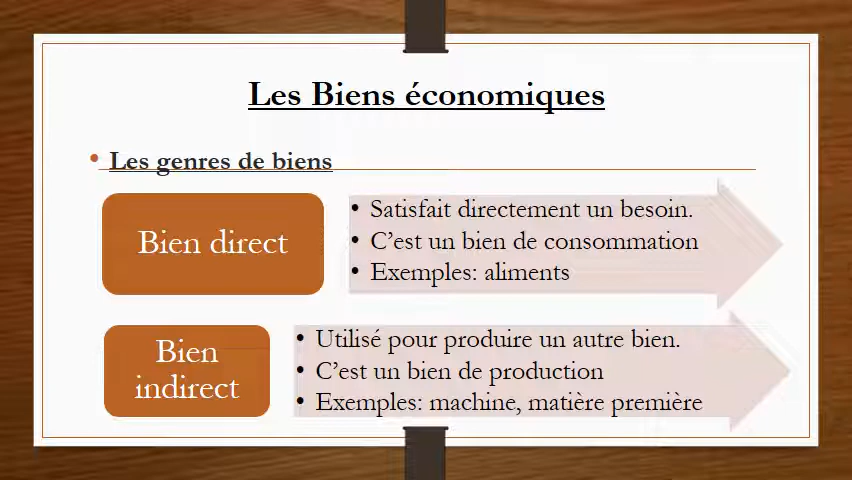 Les Biens économiques
• Les genres de biens
Bien direct
• Satisfait directement un besoin.
• C’est un bien de consommation
• Exemples: aliments
Bien
indirect
• Utilisé pour produire un autre bien.
• C’est un bien de production
• Exemples: machine, matière première